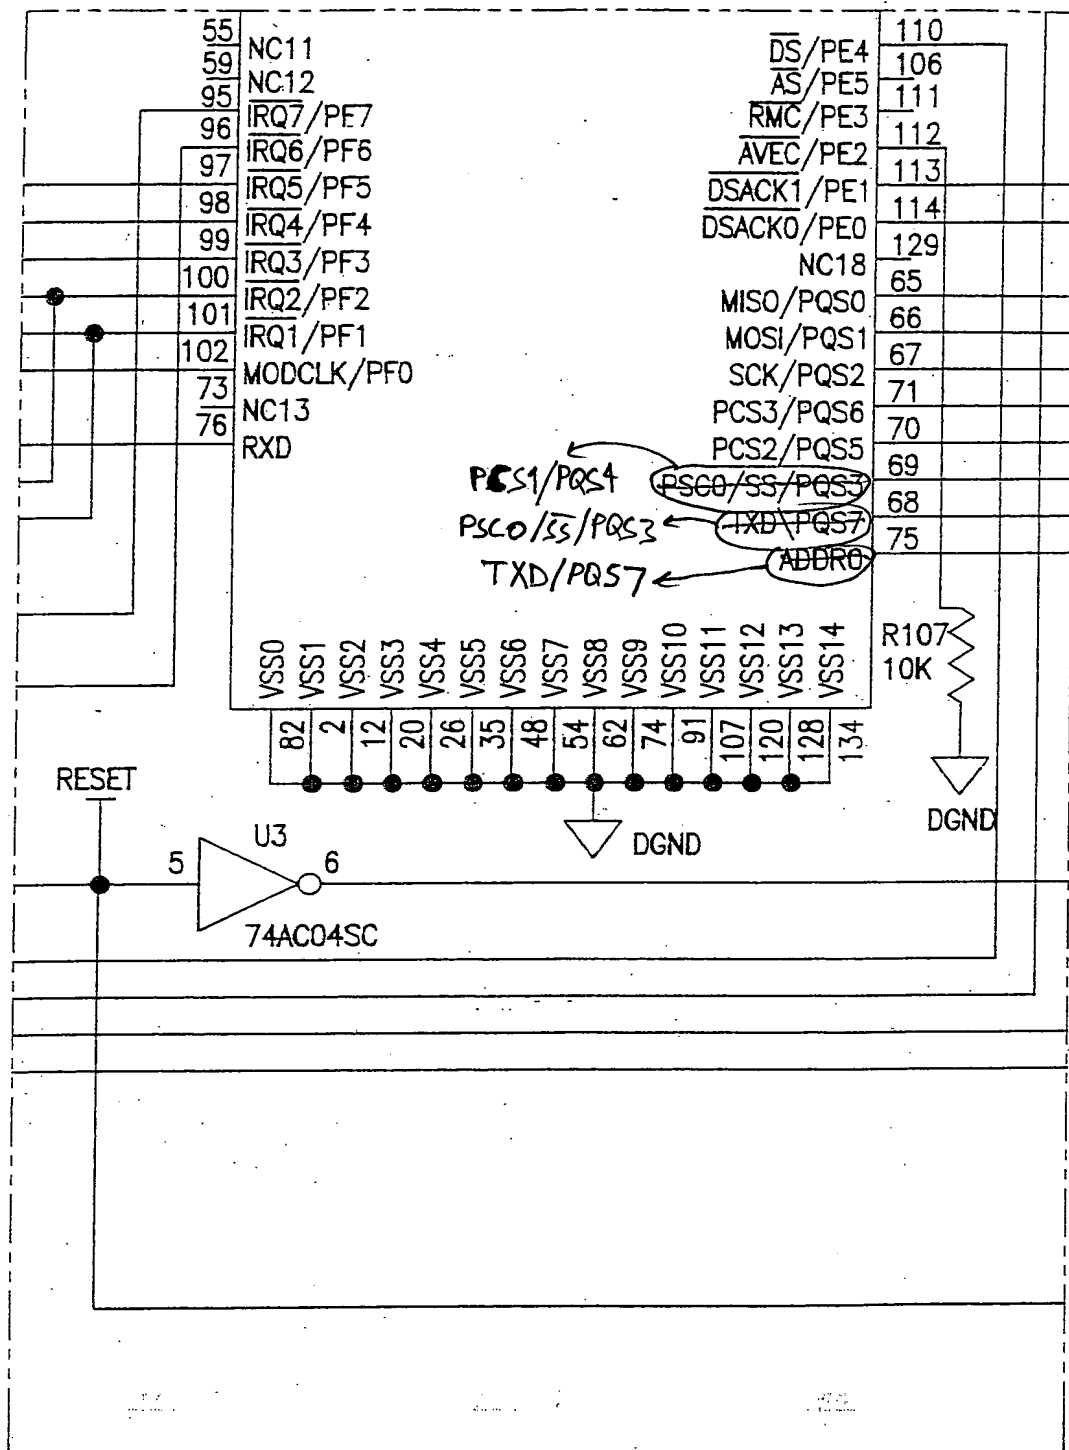 55
NC11
59
NC12
95
IRQ7/PE7
96
IRQ6/PF6
97
IRQ5/PF5
98
IRQ4/PF4
99
IRQ3/PF3
100
IRQ2/PF2
101
IRQ1/PF1
102
MODCLK/PF0
73
NC13
76
RXD
110
DS/PE4
106
AS/PE5
111
RMC/PE3
112
AVEC/PE2
113
DSACK1/PE1
114
DSACK0/PE0
129
NC18
65
MISO/PQS0
66
MOSI/PQS1
67
SCK/PQS2
71
PCS3/PQS6
70
PCS2/PQS5
69
PCS1/PQS4 PSC0/SS/PQS3
68
PSC0/SS/PQS3 TXD\PQS7
75
TXD/PQS7 ADDR0
VSS0 VSS1 VSS2 VSS3 VSS4 VSS5 VSS6 VSS7 VSS8 VSS9 VSS10 VSS11 VSS12 VSS13 VSS14
82 2 12 20 26 35 48 54 62 74 91 107 120 128 134
R107
10K
DGND
DGND
RESET
U3
5 6
74AC04SC